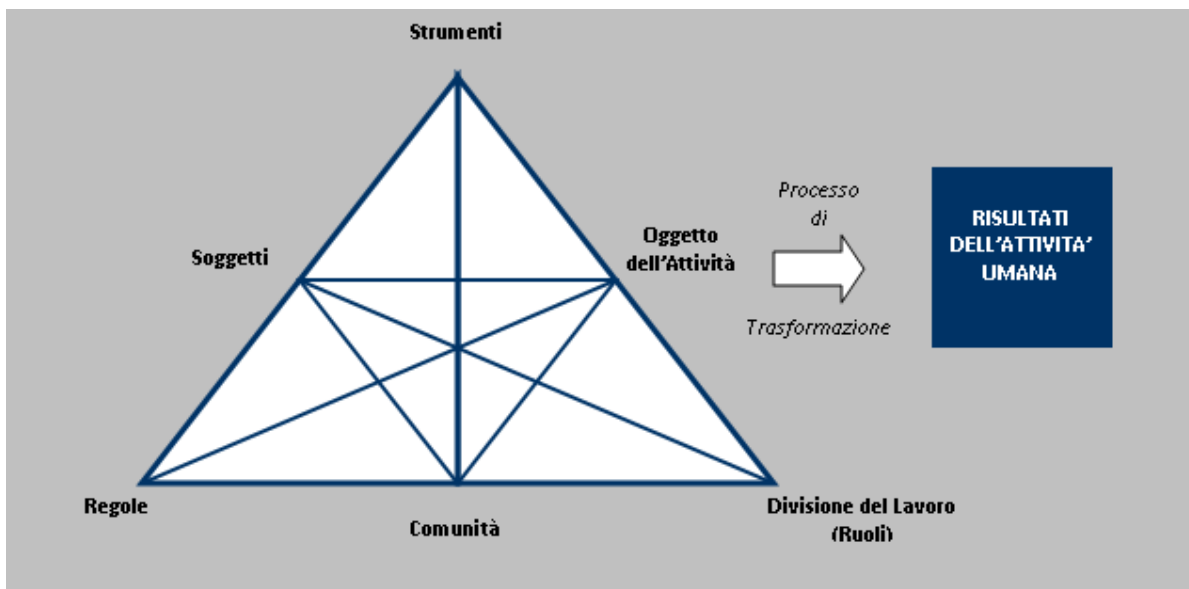 Strumenti
Soggetti
Oggetto
dell'Attività
Processo
di
Trasformazione
RISULTATI
DELL'ATTIVITA'
UMANA
Regole
Comunità
Divisione del Lavoro
(Ruoli)